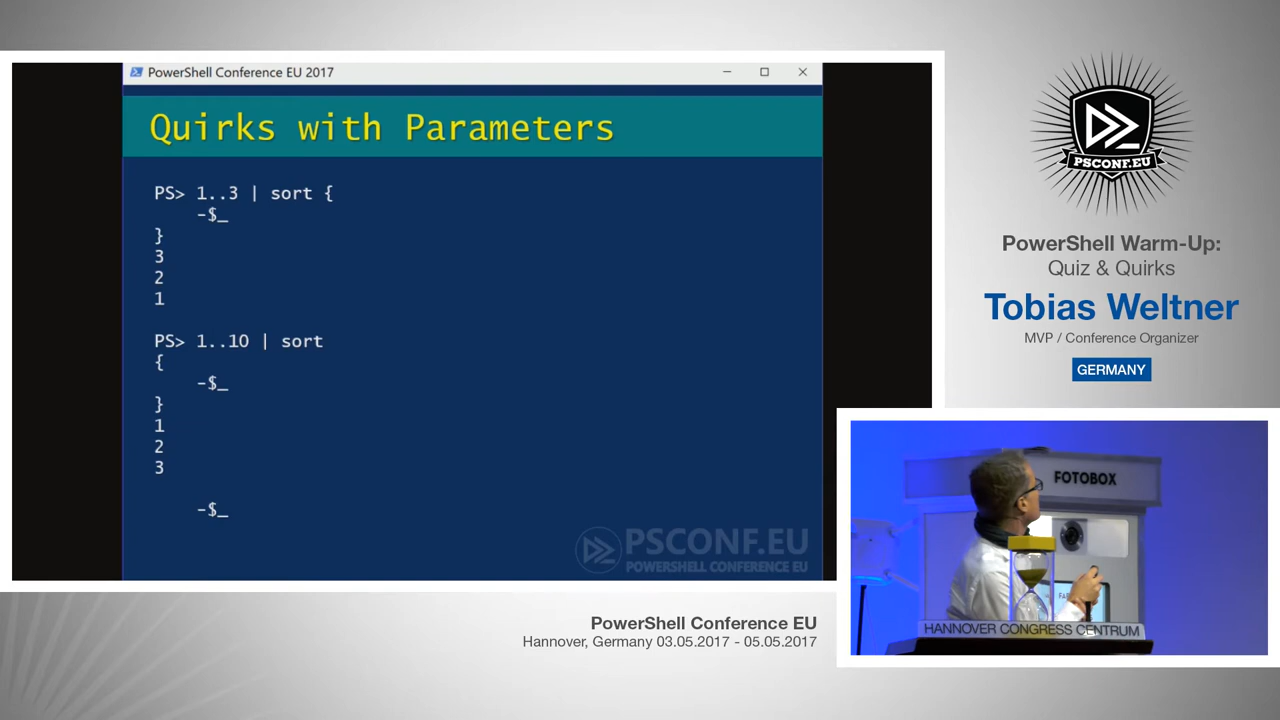 PowerShell Conference EU 2017
Quirks with Parameters
PS> 1..3 | sort {
-$_
}
3
2
1
PS> 1..10 | sort
{
-$_
}
1
2
3
-$_
PSCONF.EU
POWERSHELL CONFERENCE EU
PSCONF.EU
PowerShell Warm-Up:
Quiz & Quirks
Tobias Weltner
MVP / Conference Organizer
GERMANY
FOTOBOX
HANNOVER CONGRESS CENTRUM
PowerShell Conference EU
Hannover, Germany 03.05.2017 - 05.05.2017